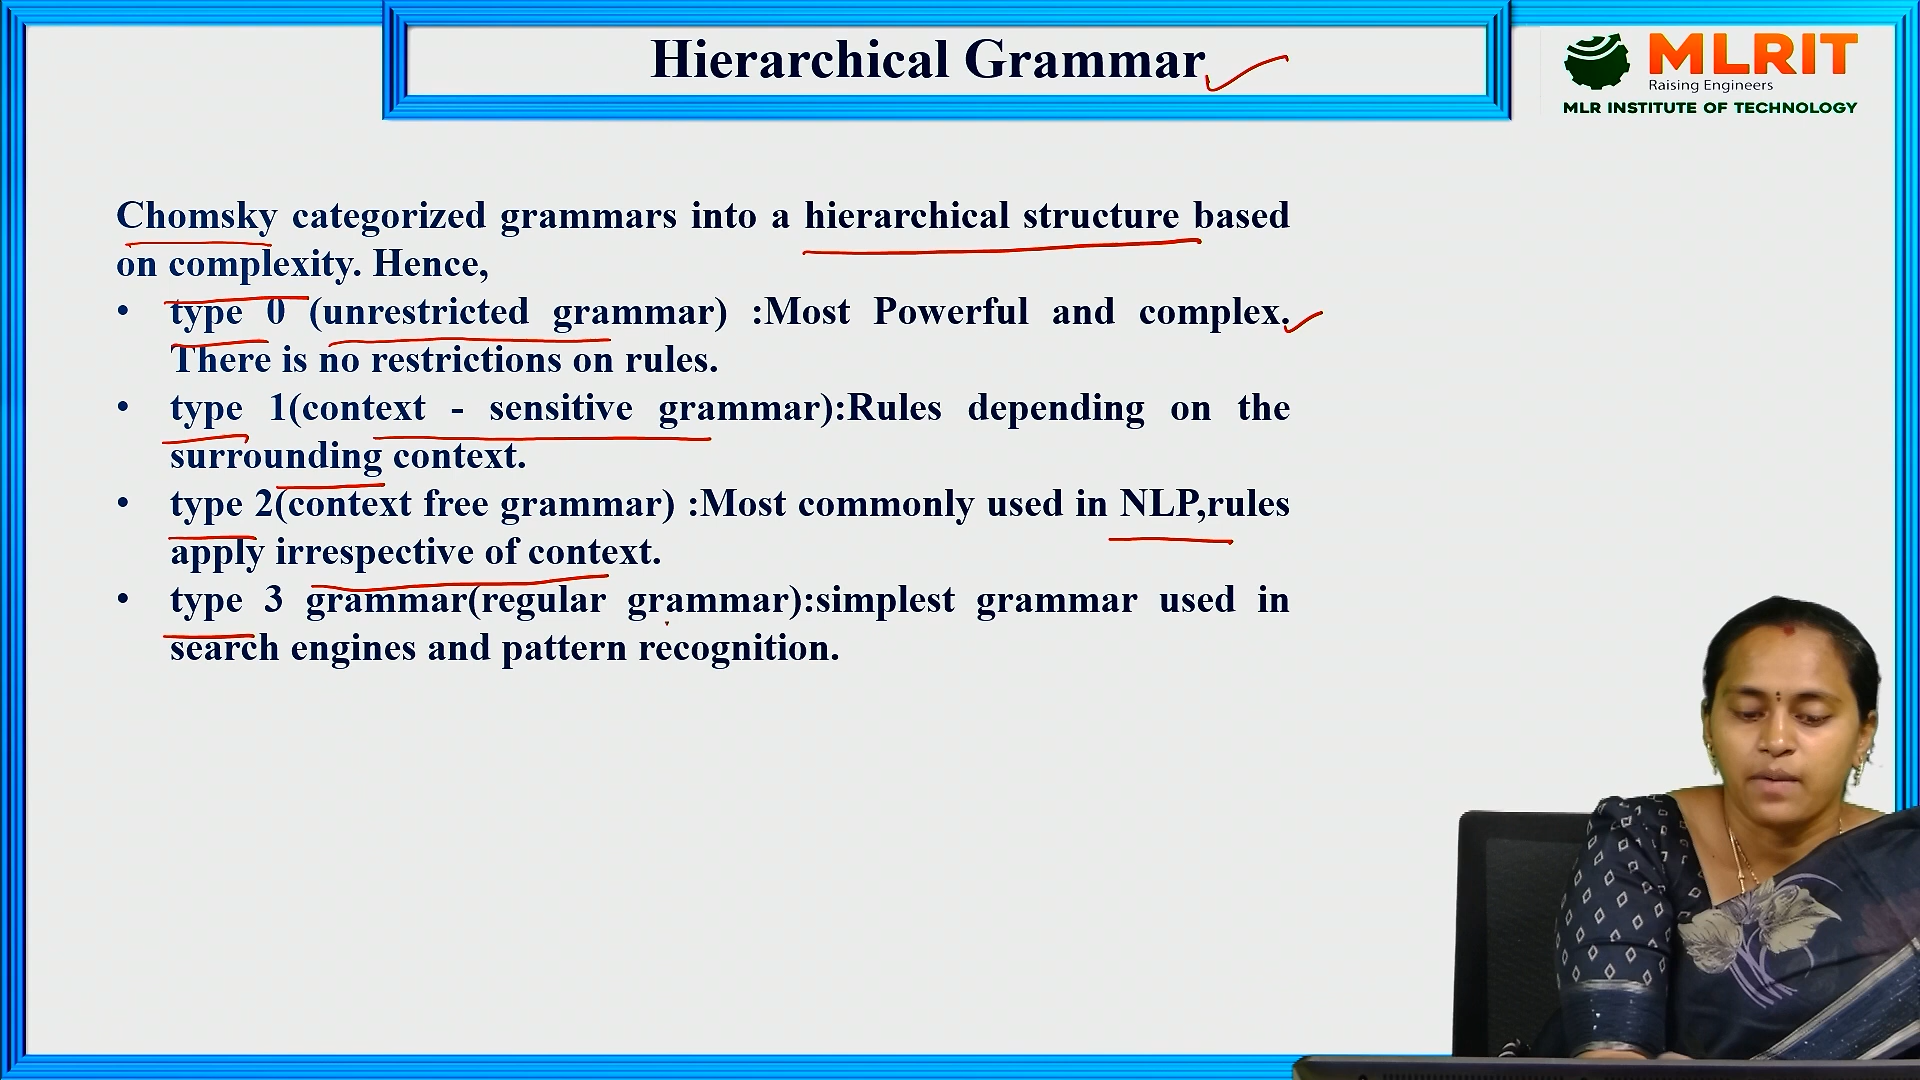 Hierarchical Grammar
MLRIT
Raising Engineers
MLR INSTITUTE OF TECHNOLOGY
Chomsky categorized grammars into a hierarchical structure based
on complexity. Hence,
• type 0 (unrestricted grammar) :Most Powerful and complex.
There is no restrictions on rules.
• type 1(context - sensitive grammar):Rules depending on the
surrounding context.
• type 2(context free grammar) :Most commonly used in NLP,rules
apply irrespective of context.
• type 3 grammar(regular grammar):simplest grammar used in
search engines and pattern recognition.